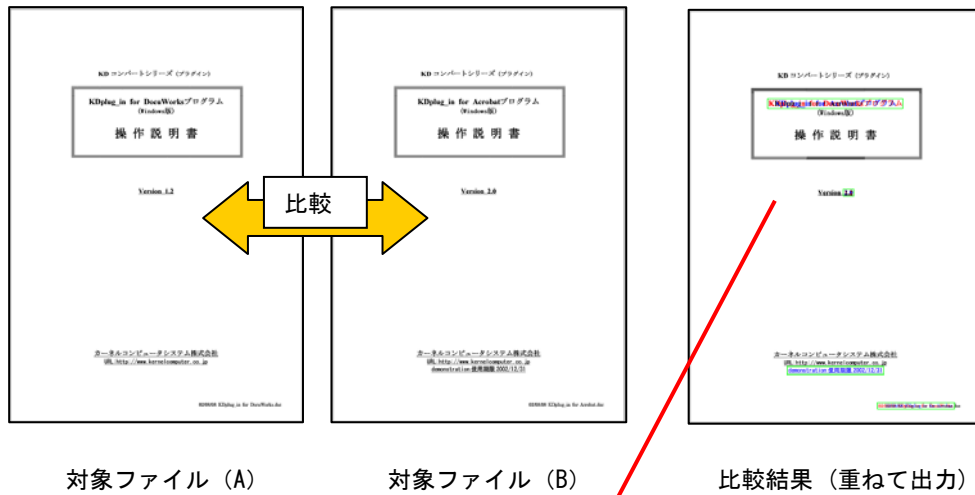 KD コンバートシリーズ (プラグイン)
KDplug_in for DocuWorksプログラム
(Windows版)
操 作 説 明 書
Version 1.2
カーネルコンピュータシステム株式会社
URL:http://www.kernelcomputer.co.jp
KD コンバートシリーズ (プラグイン)
KDplug_in for Acrobatプログラム
(Windows版)
操 作 説 明 書
Version 2.0
カーネルコンピュータシステム株式会社
URL:http://www.kernelcomputer.co.jp
demonstration 使用期限 2002/12/31
比較
KD コンバートシリーズ (プラグイン)
(Windows版)
操 作 説 明 書
Version 2.0
カーネルコンピュータシステム株式会社
URL:http://www.kernelcomputer.co.jp
demonstration 使用期限 2002/12/31
対象ファイル (A)
対象ファイル (B)
比較結果 (重ねて出力)